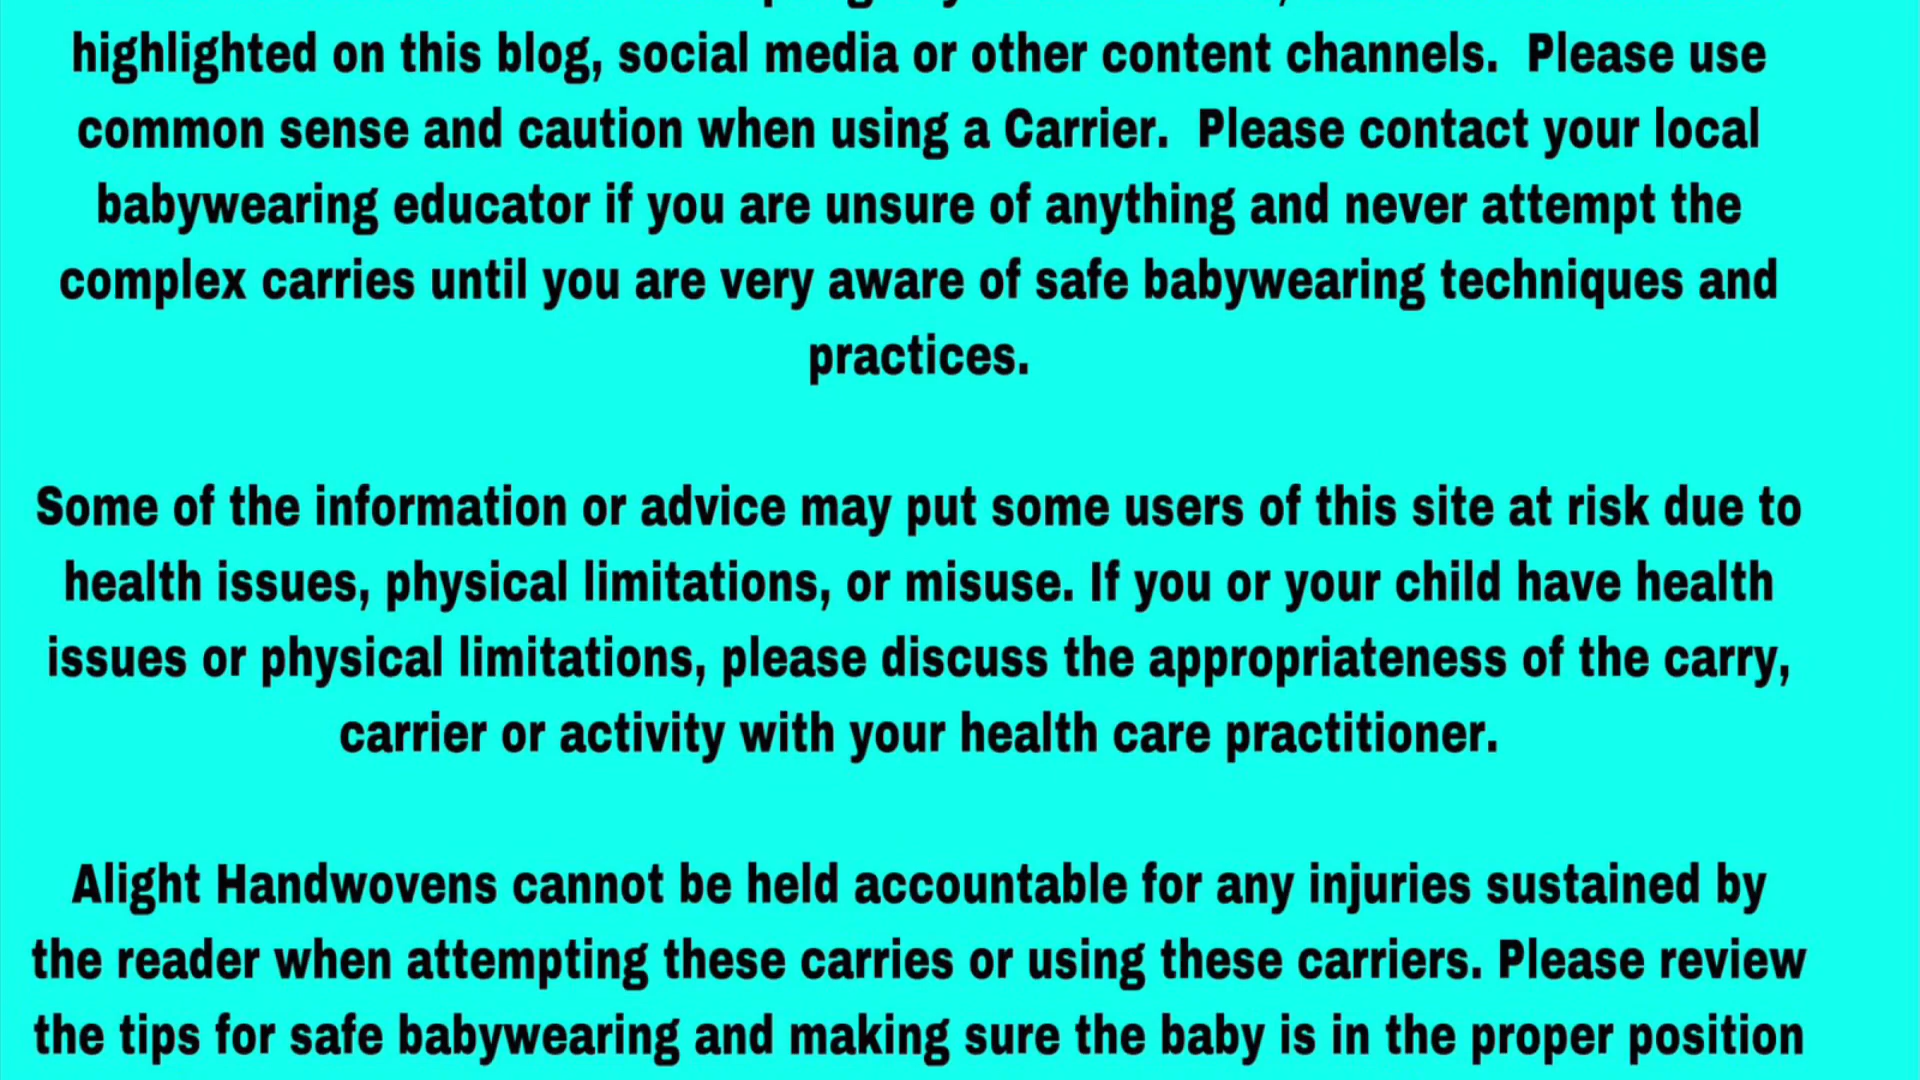 highlighted on this blog, social media or other content channels.  Please use
common sense and caution when using a Carrier.  Please contact your local
babywearing educator if you are unsure of anything and never attempt the
complex carries until you are very aware of safe babywearing techniques and
practices.
Some of the information or advice may put some users of this site at risk due to
health issues, physical limitations, or misuse. If you or your child have health
issues or physical limitations, please discuss the appropriateness of the carry,
carrier or activity with your health care practitioner.
Alight Handwovens cannot be held accountable for any injuries sustained by
the reader when attempting these carries or using these carriers. Please review
the tips for safe babywearing and making sure the baby is in the proper position